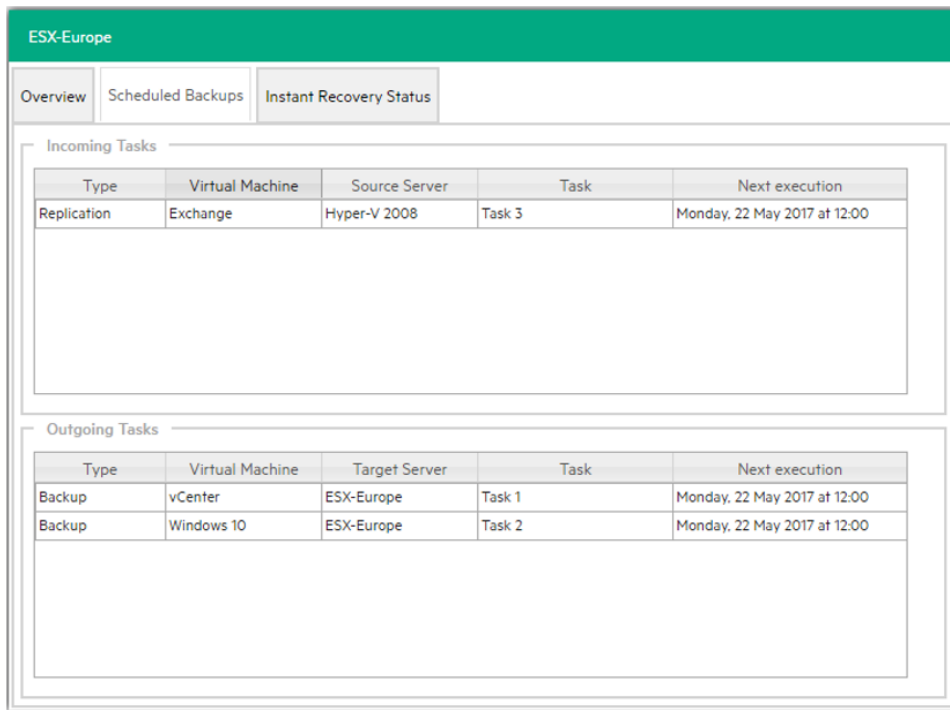 ESX-Europe
Overview Scheduled Backups Instant Recovery Status
Incoming Tasks
Type Virtual Machine Source Server Task Next execution
Replication Exchange Hyper-V 2008 Task 3 Monday, 22 May 2017 at 12:00
Outgoing Tasks
Type Virtual Machine Target Server Task Next execution
Backup vCenter ESX-Europe Task 1 Monday, 22 May 2017 at 12:00
Backup Windows 10 ESX-Europe Task 2 Monday, 22 May 2017 at 12:00